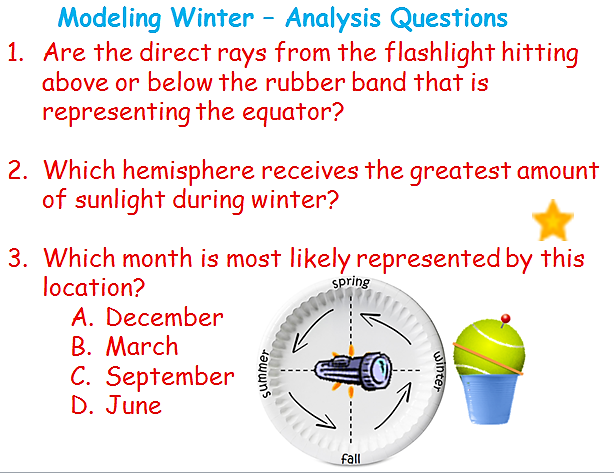 Modeling Winter – Analysis Questions
1. Are the direct rays from the flashlight hitting
above or below the rubber band that is
representing the equator?
2. Which hemisphere receives the greatest amount
of sunlight during winter?
3. Which month is most likely represented by this
location?
A. December
B. March
C. September
D. June
spring
summer
winter
fall